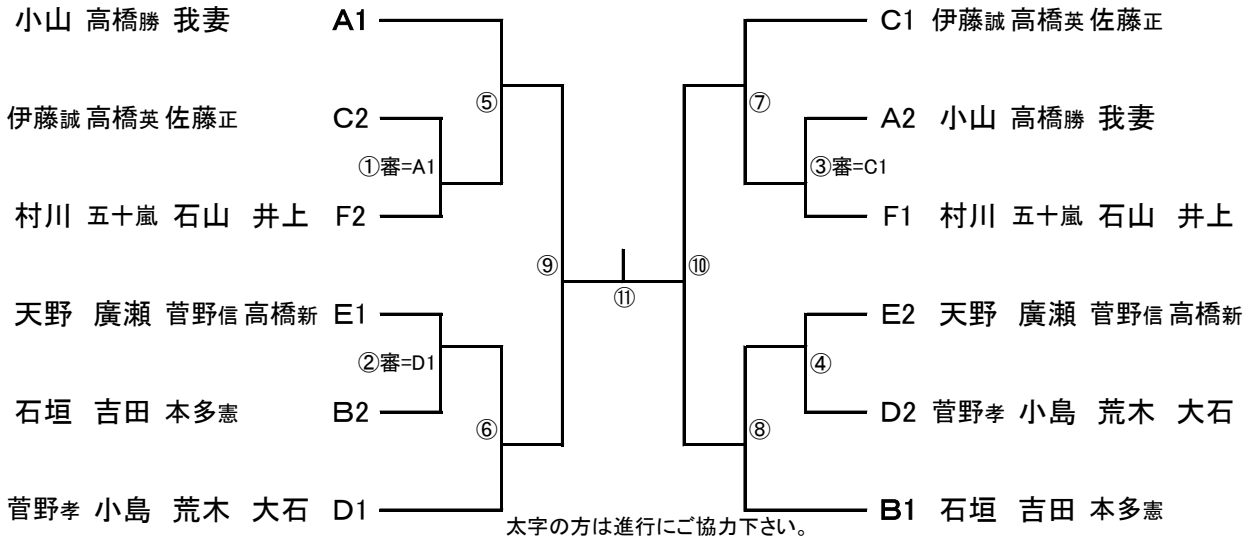 小山 高橋勝 我妻 A1
伊藤誠 高橋英 佐藤正 C2
村川 五十嵐 石山 井上 F2
天野 廣瀬 菅野信 高橋新 E1
石垣 吉田 本多憲 B2
菅野孝 小島 荒木 大石 D1
⑤
①審=A1
⑨
②審=D1
⑥
⑪
C1 伊藤誠 高橋英 佐藤正
A2 小山 高橋勝 我妻
F1 村川 五十嵐 石山 井上
E2 天野 廣瀬 菅野信 高橋新
D2 菅野孝 小島 荒木 大石
B1 石垣 吉田 本多憲
⑦
③審=C1
⑩
④
⑧
太字の方は進行にご協力下さい。